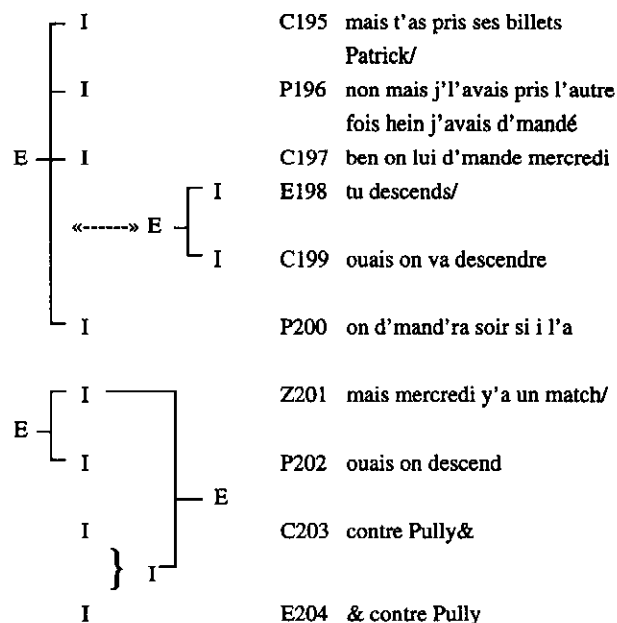 I C195 mais t'as pris ses billets
Patrick/
I P196 non mais j'l'avais pris l'autre
fois hein j'avais d'mandé
E I C197 ben on lui d'mande mercredi
I E198 tu descends/
«------» E
I C199 ouais on va descendre
I P200 on d'mand'ra soir si i l'a
I Z201 mais mercredi y'a un match/
E
I P202 ouais on descend
E
I C203 contre Pully&
} I
I E204 & contre Pully